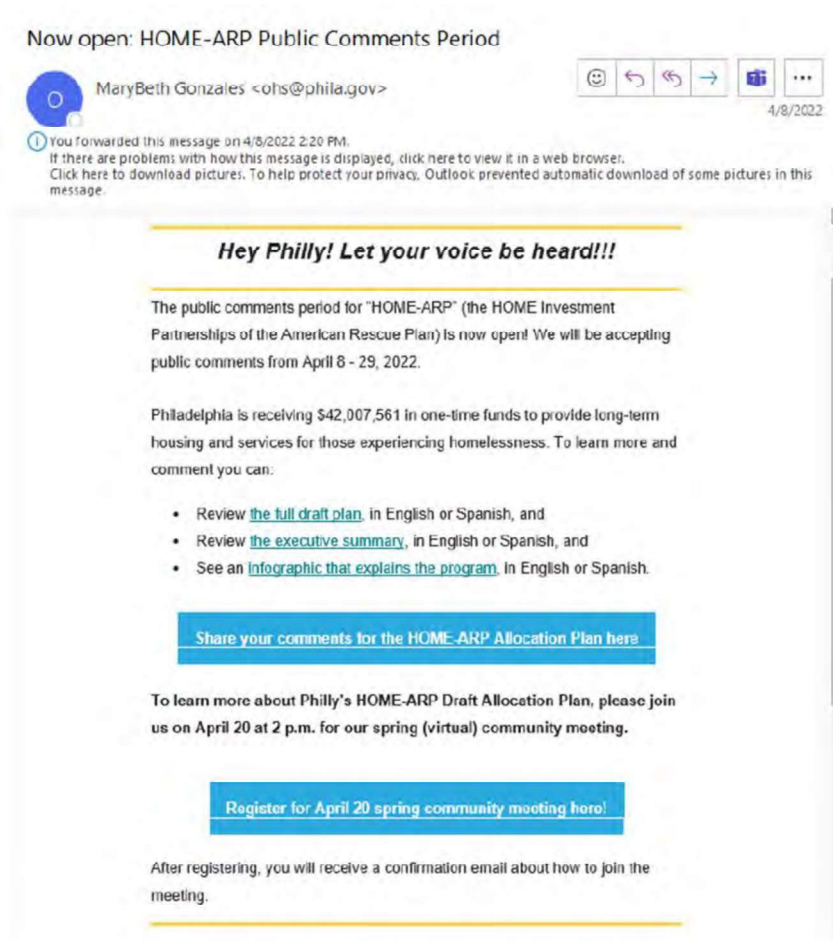 Now open: HOME-ARP Public Comments Period
O
MaryBeth Gonzales <ohs@phila.gov>
4/8/2022
You forwarded this message on 4/8/2022 2:20 PM.
If there are problems with how this message is displayed, click here to view it in a web browser.
Click here to download pictures. To help protect your privacy, Outlook prevented automatic download of some pictures in this
message.
Hey Philly! Let your voice be heard!!!
The public comments period for "HOME-ARP" (the HOME Investment
Partnerships of the American Rescue Plan) is now open! We will be accepting
public comments from April 8 - 29, 2022.
Philadelphia is receiving $42,007,561 in one-time funds to provide long-term
housing and services for those experiencing homelessness. To learn more and
comment you can:
• Review the full draft plan, in English or Spanish, and
• Review the executive summary, in English or Spanish, and
• See an infographic that explains the program, in English or Spanish.
Share your comments for the HOME-ARP Allocation Plan here
To learn more about Philly's HOME-ARP Draft Allocation Plan, please join
us on April 20 at 2 p.m. for our spring (virtual) community meeting.
Register for April 20 spring community meeting here!
After registering, you will receive a confirmation email about how to join the
meeting.